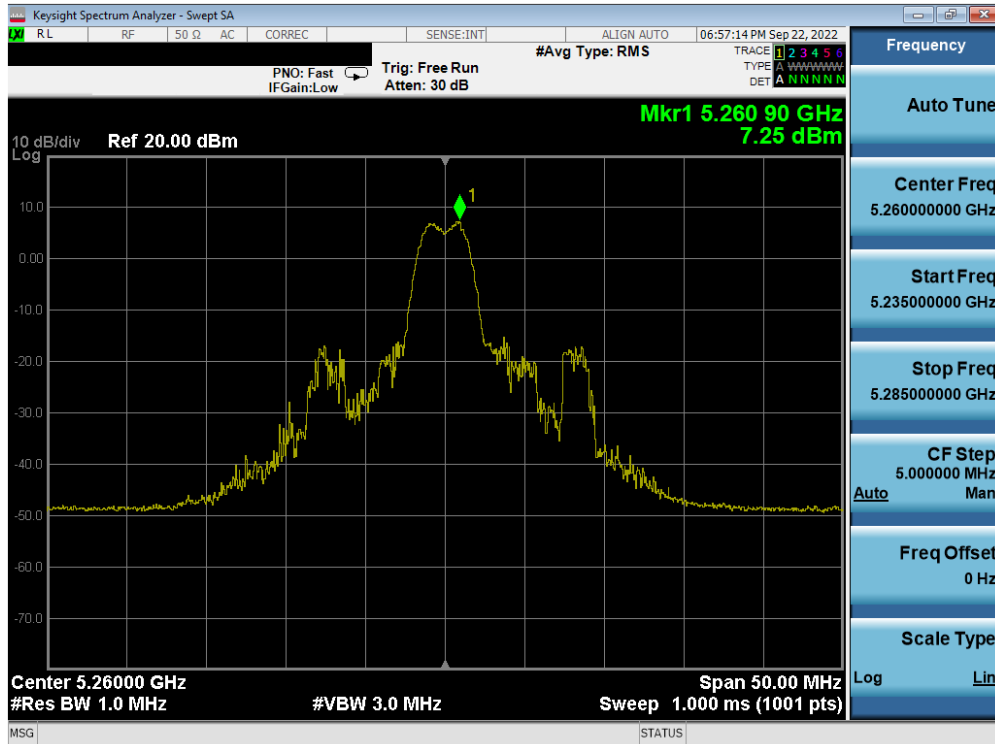 Keysight Spectrum Analyzer - Swept SA
LXI RL RF 50 Ω AC CORREC SENSE:INT ALIGN AUTO 06:57:14 PM Sep 22, 2022
#Avg Type: RMS TRACE 1 2 3 4 5 6
PNO: Fast Trig: Free Run TYPE A WWWWW
IFGain:Low Atten: 30 dB DET A N N N N N
Mkr1 5.260 90 GHz
7.25 dBm
10 dB/div Ref 20.00 dBm
Log
1
10.0
0.00
-10.0
-20.0
-30.0
-40.0
-50.0
-60.0
-70.0
Center 5.26000 GHz Span 50.00 MHz
#Res BW 1.0 MHz #VBW 3.0 MHz Sweep 1.000 ms (1001 pts)
MSG STATUS
Frequency
Auto Tune
Center Freq
5.260000000 GHz
Start Freq
5.235000000 GHz
Stop Freq
5.285000000 GHz
CF Step
5.000000 MHz
Auto Man
Freq Offset
0 Hz
Scale Type
Log Lin